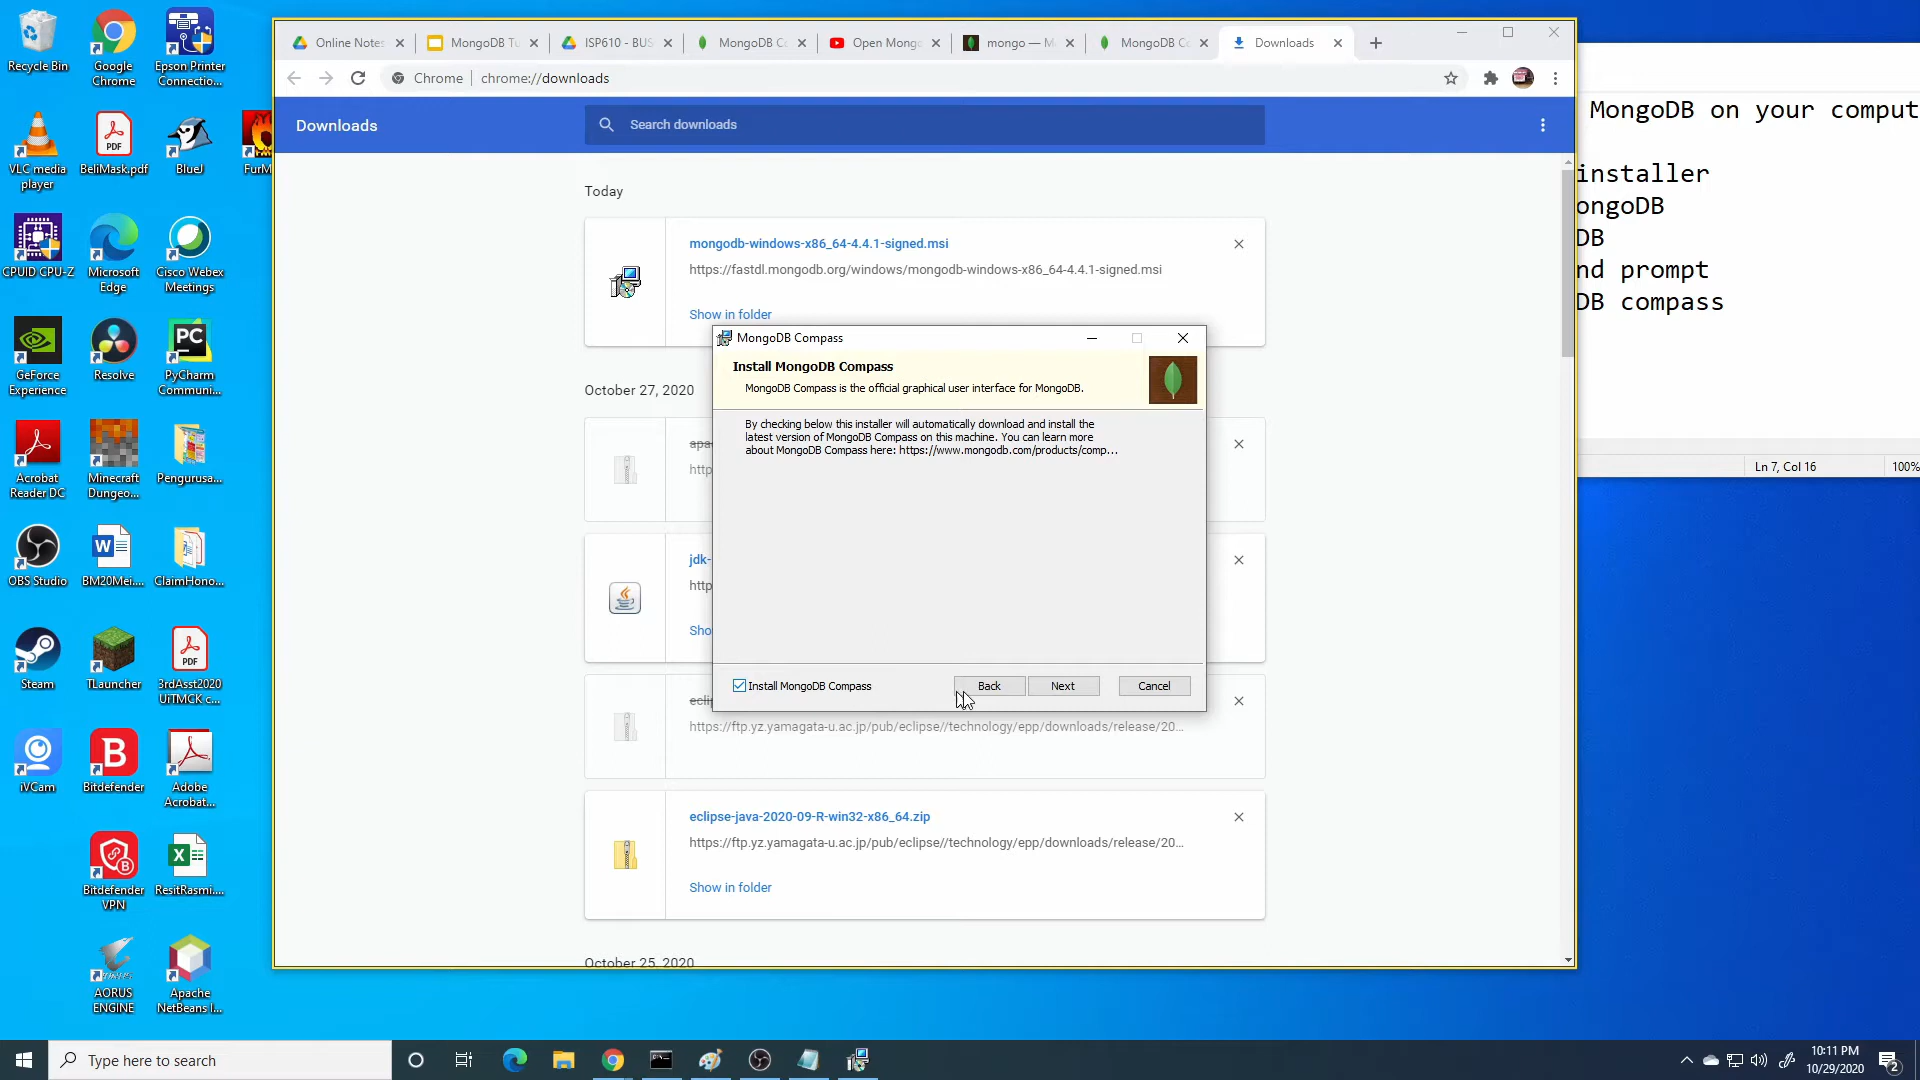 Recycle Bin
Google Chrome
Epson Printer Connectio...
VLC media player
BeliMask.pdf
BlueJ
FurM
CPUID CPU-Z
Microsoft Edge
Cisco Webex Meetings
GeForce Experience
Resolve
PyCharm Communi...
Acrobat Reader DC
Minecraft Dungeo...
Pengurusa...
OBS Studio
BM20Mei....
ClaimHono...
Steam
TLauncher
3rdAsst2020 UiTMCK c...
iVCam
Bitdefender
Adobe Acrobat...
Bitdefender VPN
ResitRasmi....
AORUS ENGINE
Apache NetBeans I...
Online Notes
MongoDB Tu
ISP610 - BUS
MongoDB Co
Open Mongo
mongo — M
MongoDB Co
Downloads
Chrome
chrome://downloads
Downloads
Search downloads
Today
mongodb-windows-x86_64-4.4.1-signed.msi
https://fastdl.mongodb.org/windows/mongodb-windows-x86_64-4.4.1-signed.msi
Show in folder
October 27, 2020
apa
http
jdk-
http
Sho
MongoDB Compass
Install MongoDB Compass
MongoDB Compass is the official graphical user interface for MongoDB.
By checking below this installer will automatically download and install the
latest version of MongoDB Compass on this machine. You can learn more
about MongoDB Compass here: https://www.mongodb.com/products/comp...
Install MongoDB Compass
Back
Next
Cancel
https://ftp.yz.yamagata-u.ac.jp/pub/eclipse//technology/epp/downloads/release/20...
eclipse-java-2020-09-R-win32-x86_64.zip
https://ftp.yz.yamagata-u.ac.jp/pub/eclipse//technology/epp/downloads/release/20...
Show in folder
October 25, 2020
MongoDB on your comput
installer
ongoDB
DB
nd prompt
DB compass
Ln 7, Col 16
100%
Type here to search
10:11 PM
10/29/2020
2